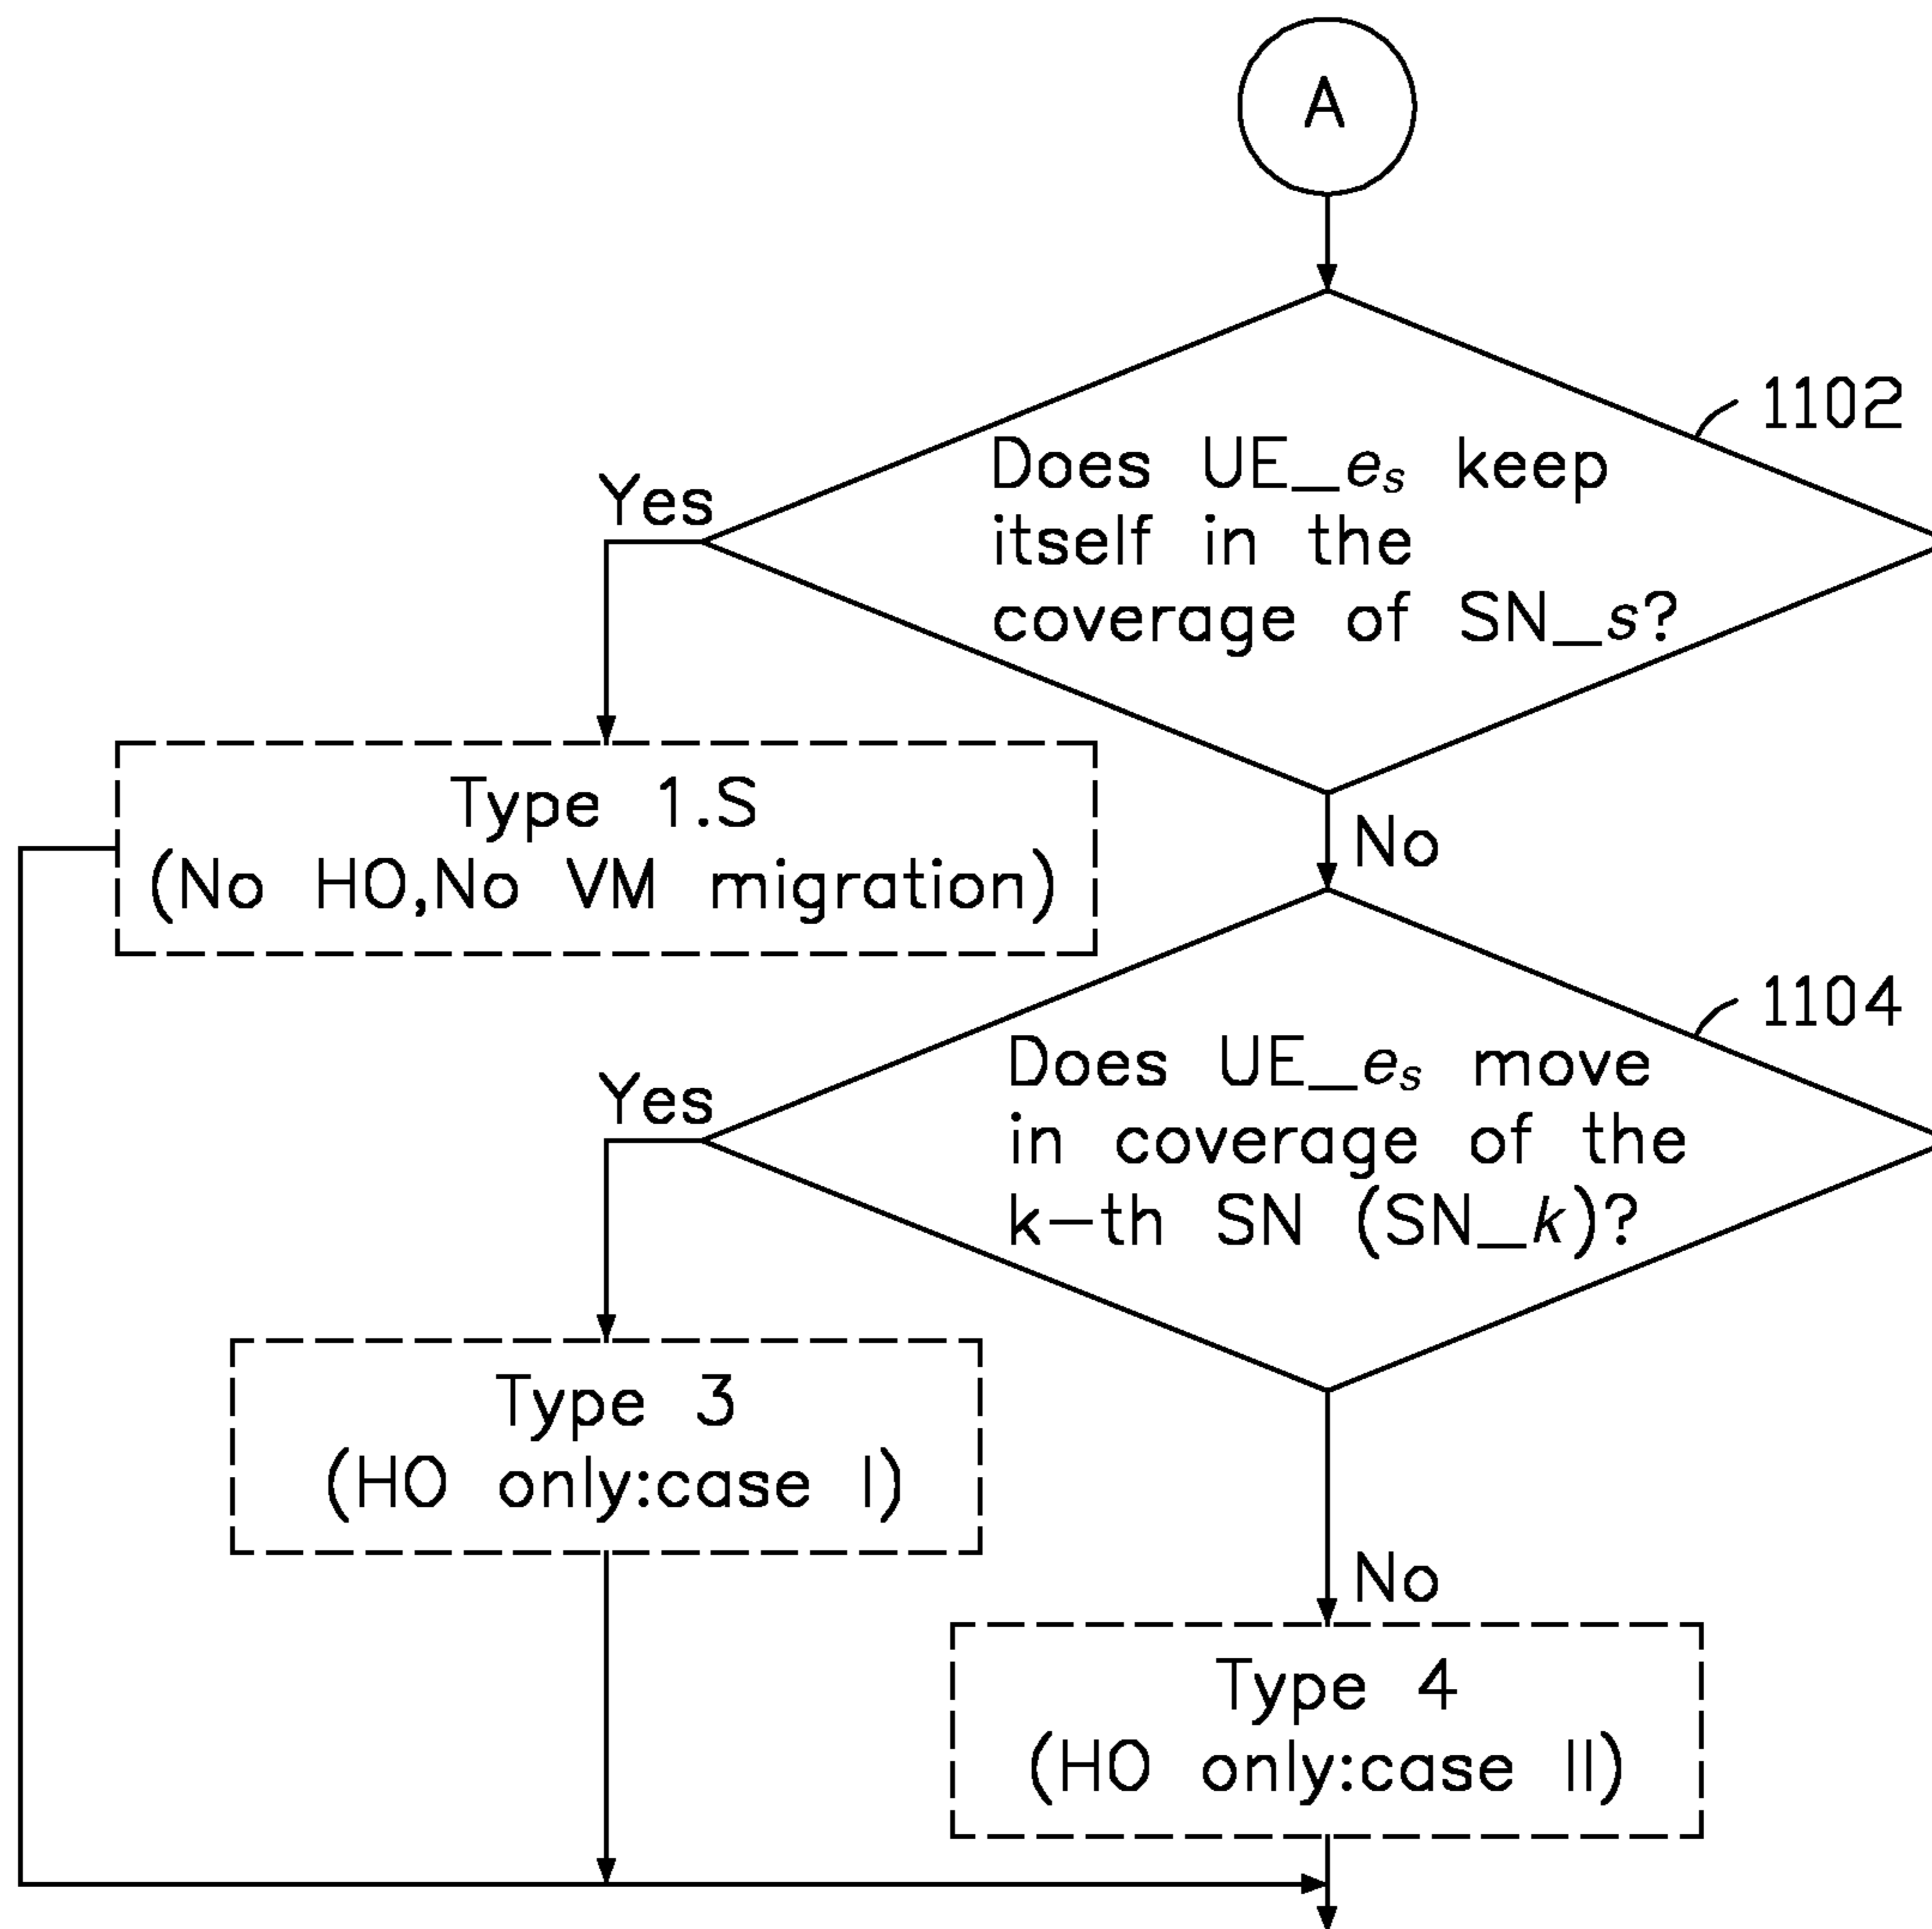 A
1102
Does UE_eₛ keep
itself in the
coverage of SN_s?
Yes
Type 1.S
(No HO,No VM migration)
No
1104
Does UE_eₛ move
in coverage of the
k-th SN (SN_k)?
Yes
Type 3
(HO only:case I)
No
Type 4
(HO only:case II)